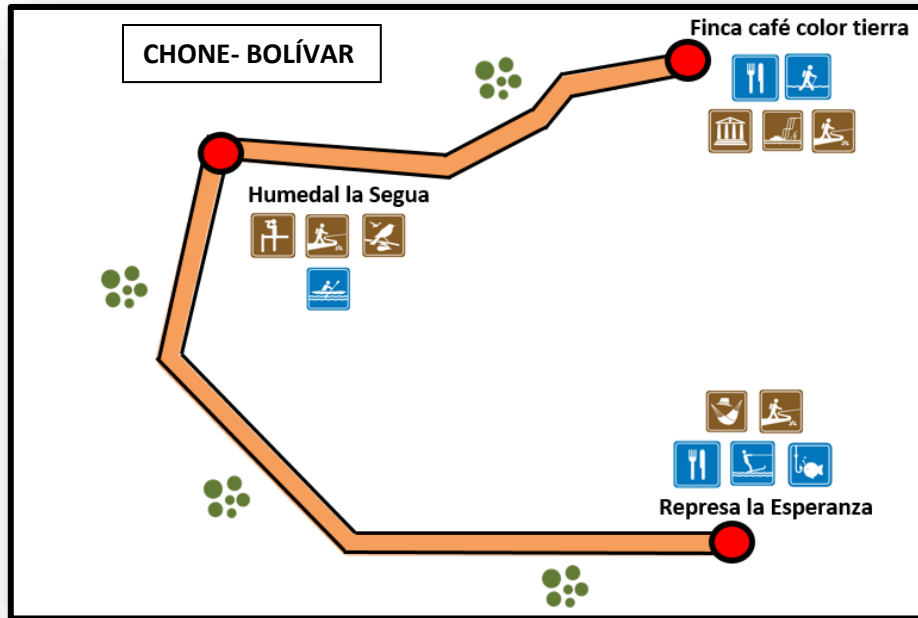 CHONE- BOLÍVAR
Finca café color tierra
Humedal la Segua
Represa la Esperanza